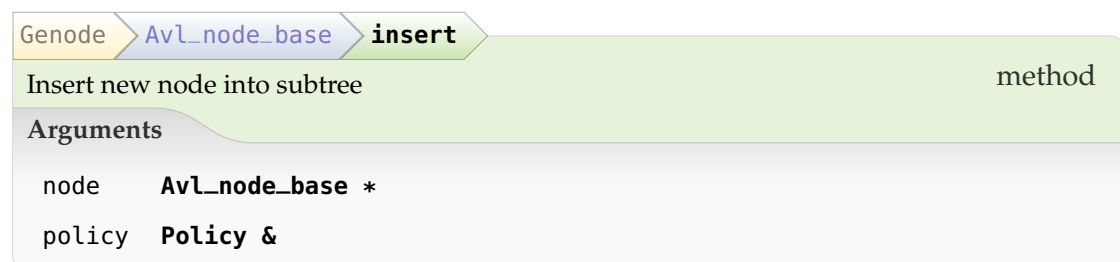 Genode Avl_node_base insert
Insert new node into subtree method
Arguments
node Avl_node_base *
policy Policy &